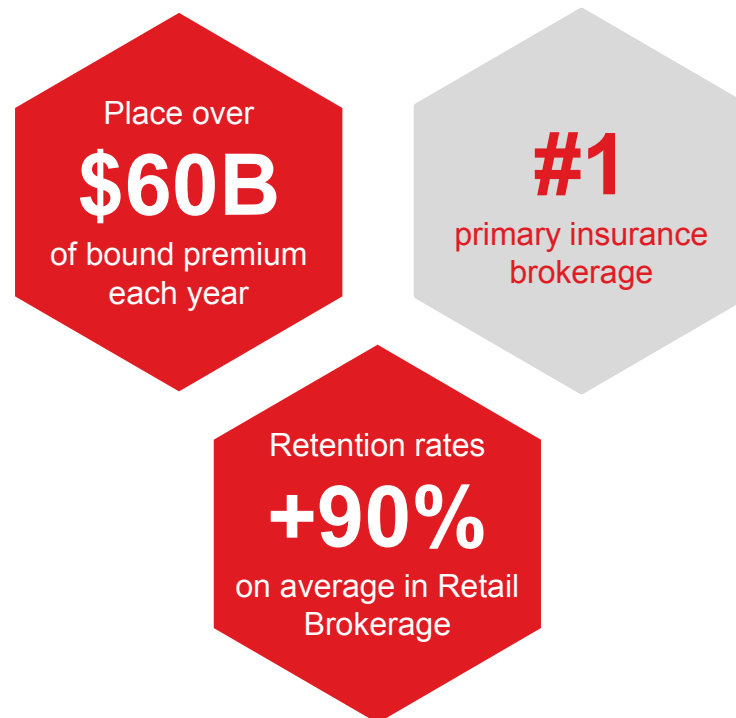 Place over
$60B
of bound premium
each year
#1
primary insurance
brokerage
Retention rates
+90%
on average in Retail
Brokerage